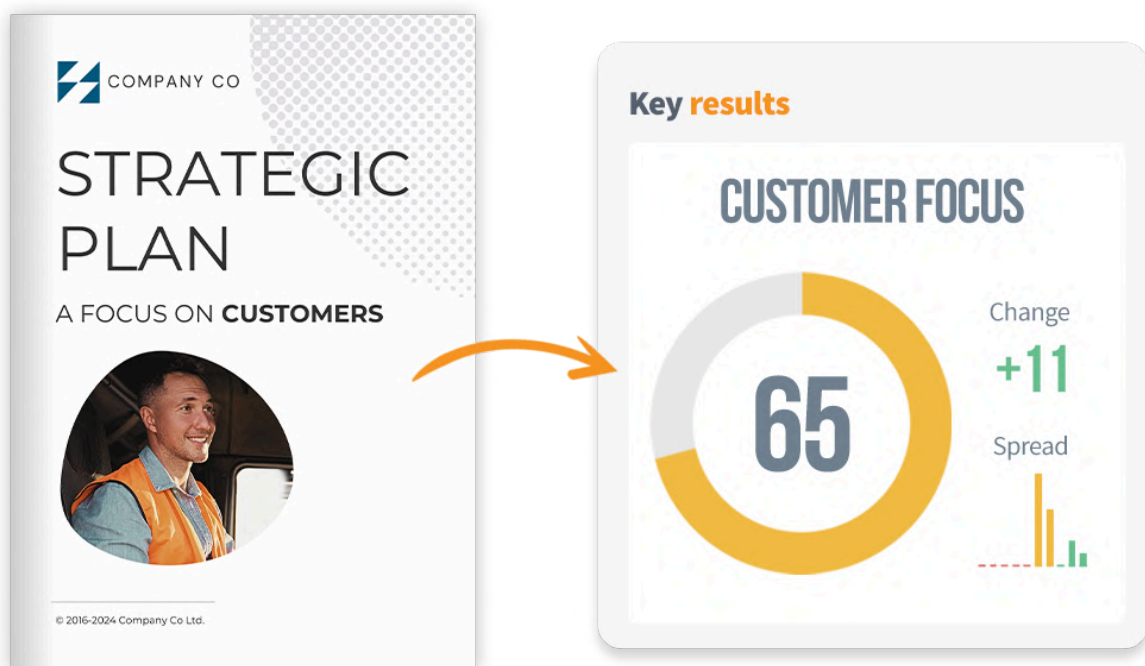 COMPANY CO
STRATEGIC
PLAN
A FOCUS ON CUSTOMERS
© 2016-2024 Company Co Ltd.
Key results
CUSTOMER FOCUS
65
Change
+11
Spread